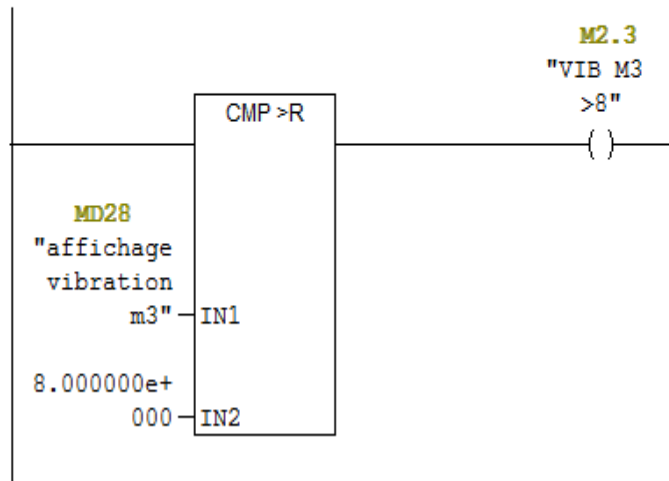 M2.3
"VIB M3
>8"
CMP >R
MD28
"affichage
vibration
m3"
IN1
8.000000e+
000
IN2